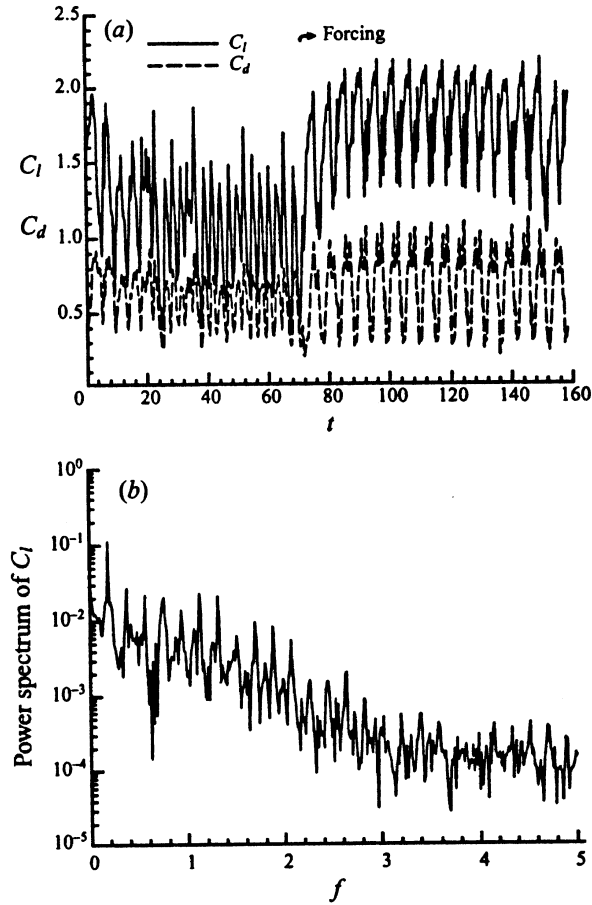 2.5
(a)
C_l
C_d
Forcing
2.0
1.5
C_l
C_d
1.0
0.5
0
0 20 40 60 80 100 120 140 160
t
10^0
(b)
10^-1
10^-2
10^-3
10^-4
10^-5
Power spectrum of C_l
0 1 2 3 4 5
f